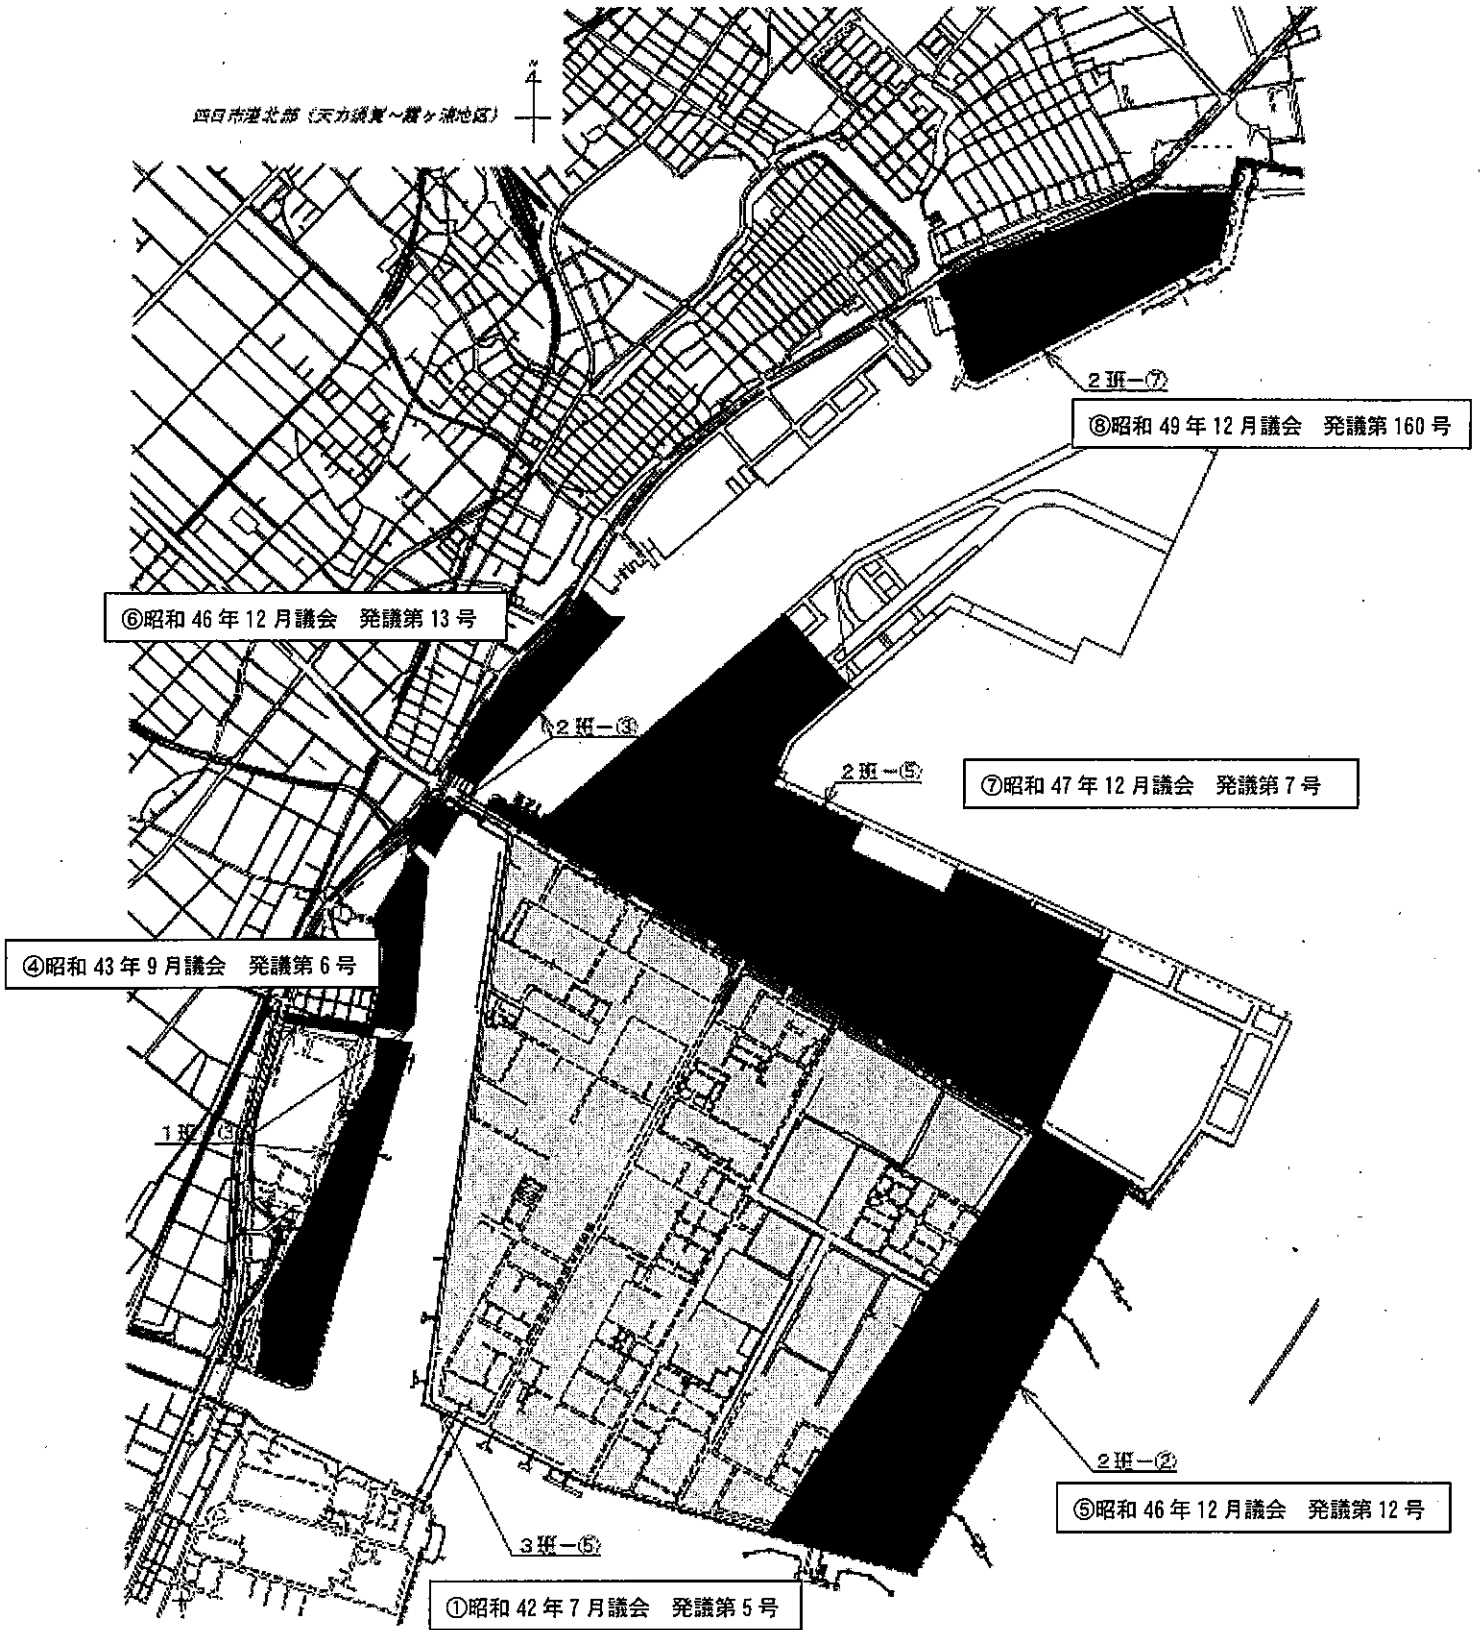 四日市港北部（天力須賀～霞ヶ浦地区）
N
4
2班－⑦
⑧昭和 49 年 12 月議会　発議第 160 号
⑥昭和 46 年 12 月議会　発議第 13 号
2班－③
2班－⑤
⑦昭和 47 年 12 月議会　発議第 7 号
④昭和 43 年 9 月議会　発議第 6 号
1班－③
2班－②
⑤昭和 46 年 12 月議会　発議第 12 号
3班－⑤
①昭和 42 年 7 月議会　発議第 5 号